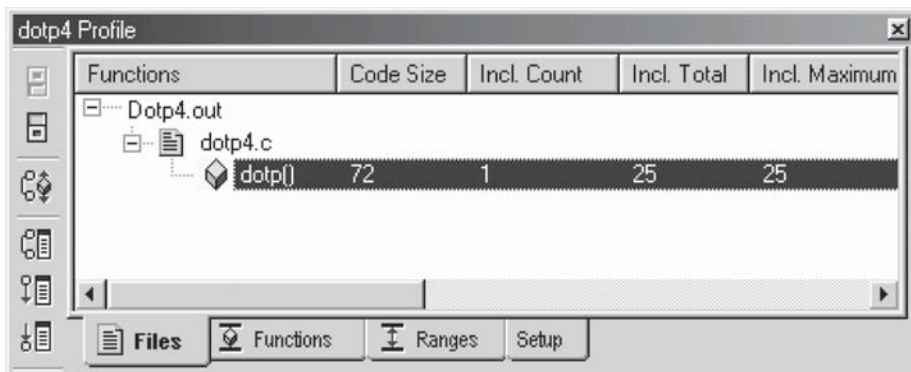 dotp4 Profile
Functions Code Size Incl. Count Incl. Total Incl. Maximum
Dotp4.out
dotp4.c
dotp() 72 1 25 25
Files Functions Ranges Setup